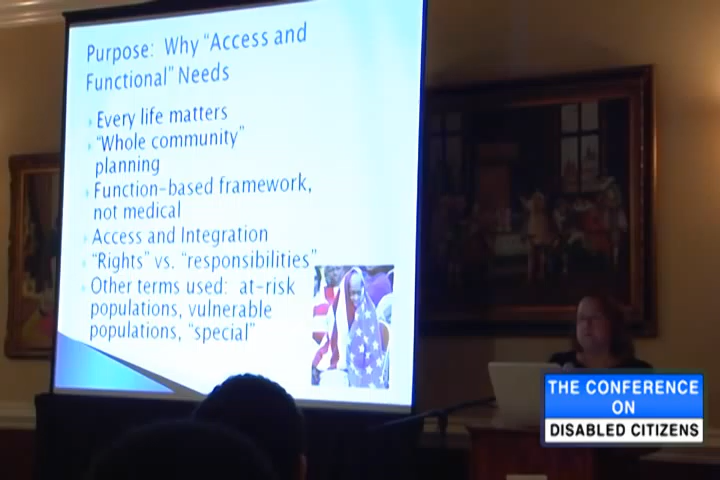 Purpose: Why "Access and
Functional" Needs
Every life matters
"Whole community"
planning
Function-based framework,
not medical
Access and Integration
"Rights" vs. "responsibilities"
Other terms used: at-risk
populations, vulnerable
populations, "special"
THE CONFERENCE
ON
DISABLED CITIZENS